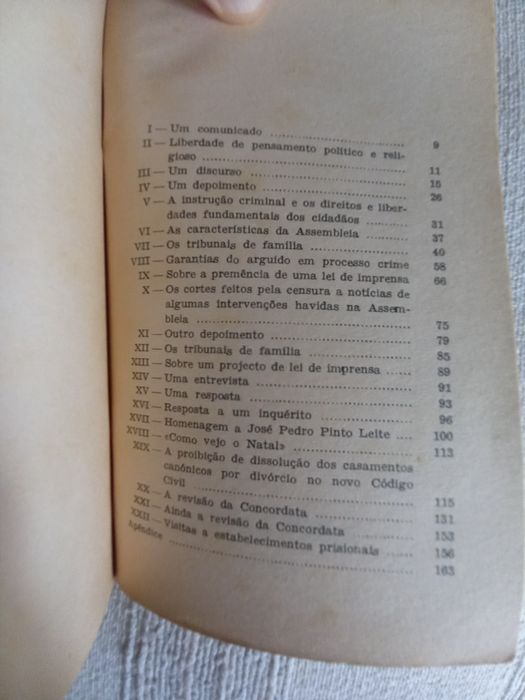 I — Um comunicado ........................... 9
II — Liberdade de pensamento político e reli-
gioso ........................................ 11
III — Um discurso ............................. 15
IV — Um depoimento ........................ 26
V — A instrução criminal e os direitos e liber-
dades fundamentais dos cidadãos ...... 31
VI — As características da Assembleia ...... 37
VII — Os tribunais de família .................. 40
VIII — Garantias do arguido em processo crime 58
IX — Sobre a premência de uma lei de imprensa 66
X — Os cortes feitos pela censura a notícias de
algumas intervenções havidas na Assem-
bleia ........................................ 75
XI — Outro depoimento ........................ 79
XII — Os tribunais de família .................. 85
XIII — Sobre um projecto de lei de imprensa ...... 89
XIV — Uma entrevista ........................... 91
XV — Uma resposta ............................. 93
XVI — Resposta a um inquérito ............... 96
XVII — Homenagem a José Pedro Pinto Leite .... 100
XVIII — «Como vejo o Natal» .................. 113
XIX — A proibição de dissolução dos casamentos
canónicos por divórcio no novo Código
Civil ........................................ 115
XX — A revisão da Concordata ............... 131
XXI — Ainda a revisão da Concordata ......... 153
XXII — Visitas a estabelecimentos prisionais ...... 156
Apêndice ........................................ 163